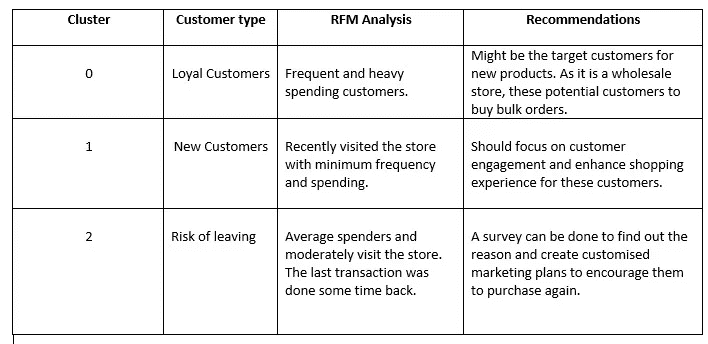 Cluster Customer type RFM Analysis Recommendations
0 Loyal Customers Frequent and heavy
spending customers.
Might be the target customers for
new products. As it is a wholesale
store, these potential customers to
buy bulk orders.
1 New Customers Recently visited the store
with minimum frequency
and spending.
Should focus on customer
engagement and enhance shopping
experience for these customers.
2 Risk of leaving Average spenders and
moderately visit the store.
The last transaction was
done some time back.
A survey can be done to find out the
reason and create customised
marketing plans to encourage them
to purchase again.